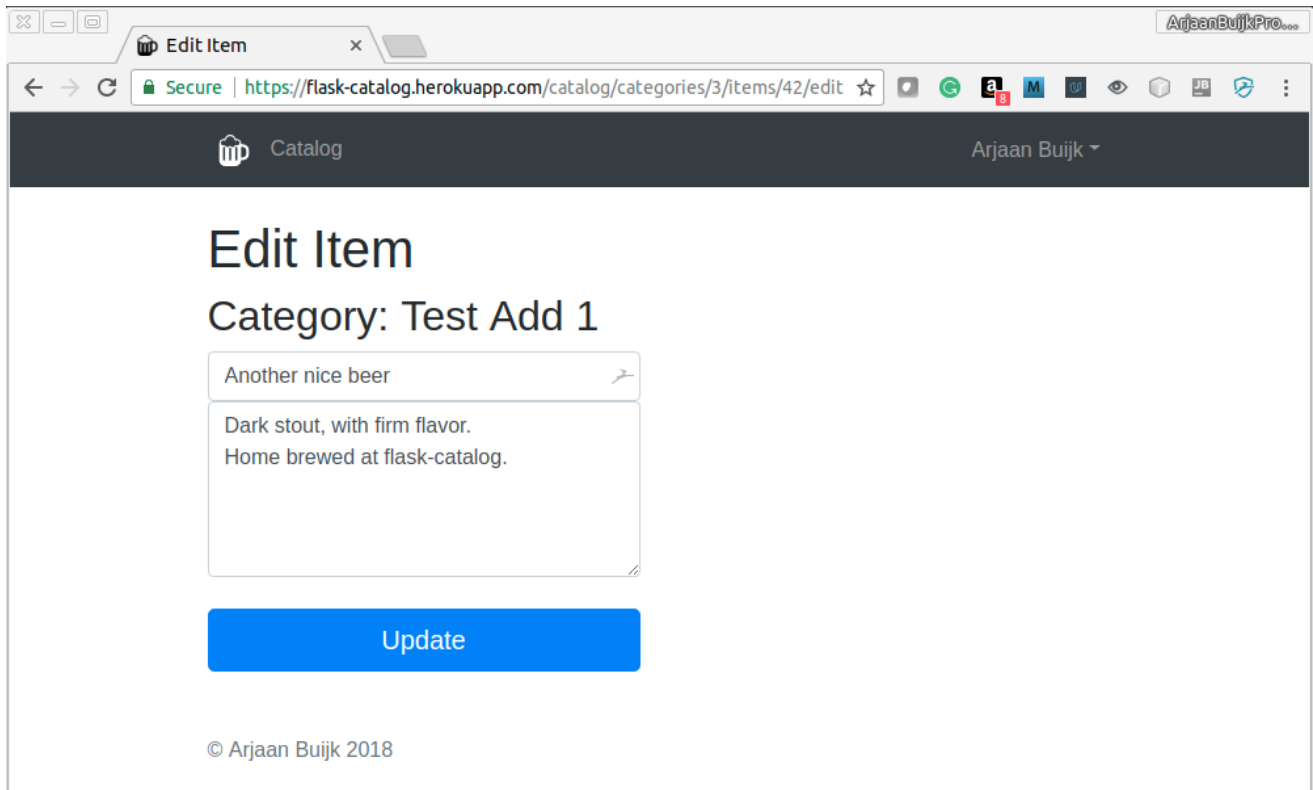 ArjaanBuijkPro...
Edit Item
Secure | https://flask-catalog.herokuapp.com/catalog/categories/3/items/42/edit
8
M
JB
Catalog
Arjaan Buijk
Edit Item
Category: Test Add 1
Another nice beer
Dark stout, with firm flavor.
Home brewed at flask-catalog.
Update
© Arjaan Buijk 2018